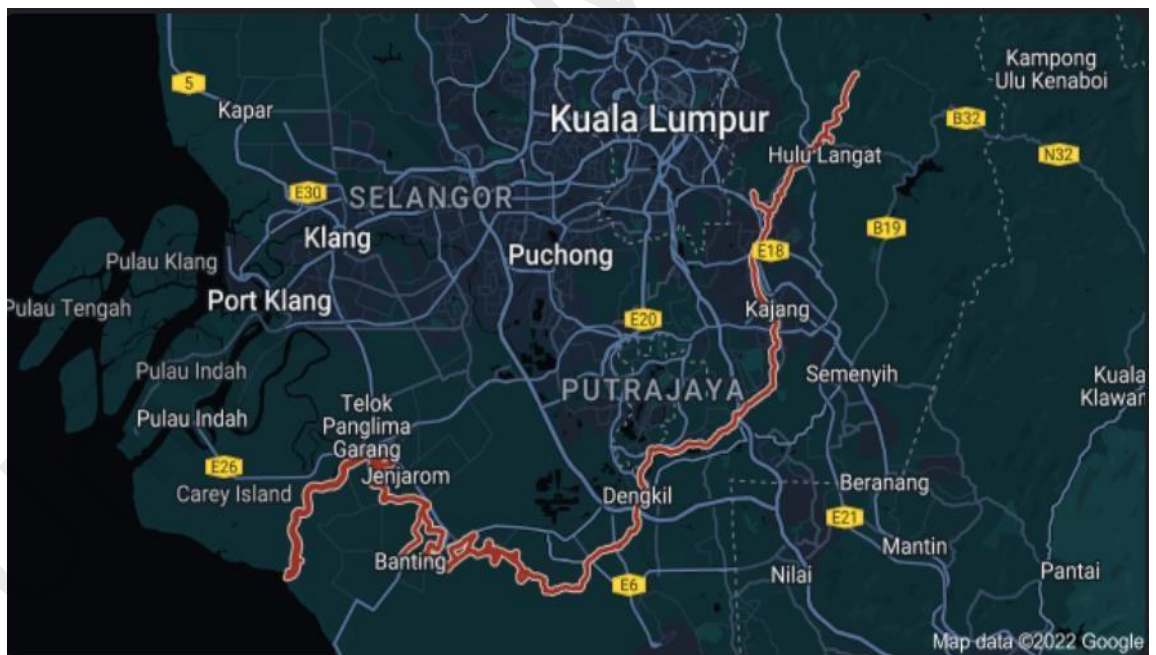 Kampong
Ulu Kenaboi
5
Kapar
B32
Kuala Lumpur
Hulu Langat
N32
E30
SELANGOR
B19
Klang
Puchong
E18
Pulau Klang
Pulau Tengah
Port Klang
Kajang
E20
Pulau Indah
PUTRAJAYA
Semenyih
Kuala
Klawan
Telok
Panglima
Garang
Pulau Indah
E26
Jenjarom
Carey Island
Dengkil
Beranang
E21
Banting
Mantin
E6
Nilai
Pantai
Map data ©2022 Google